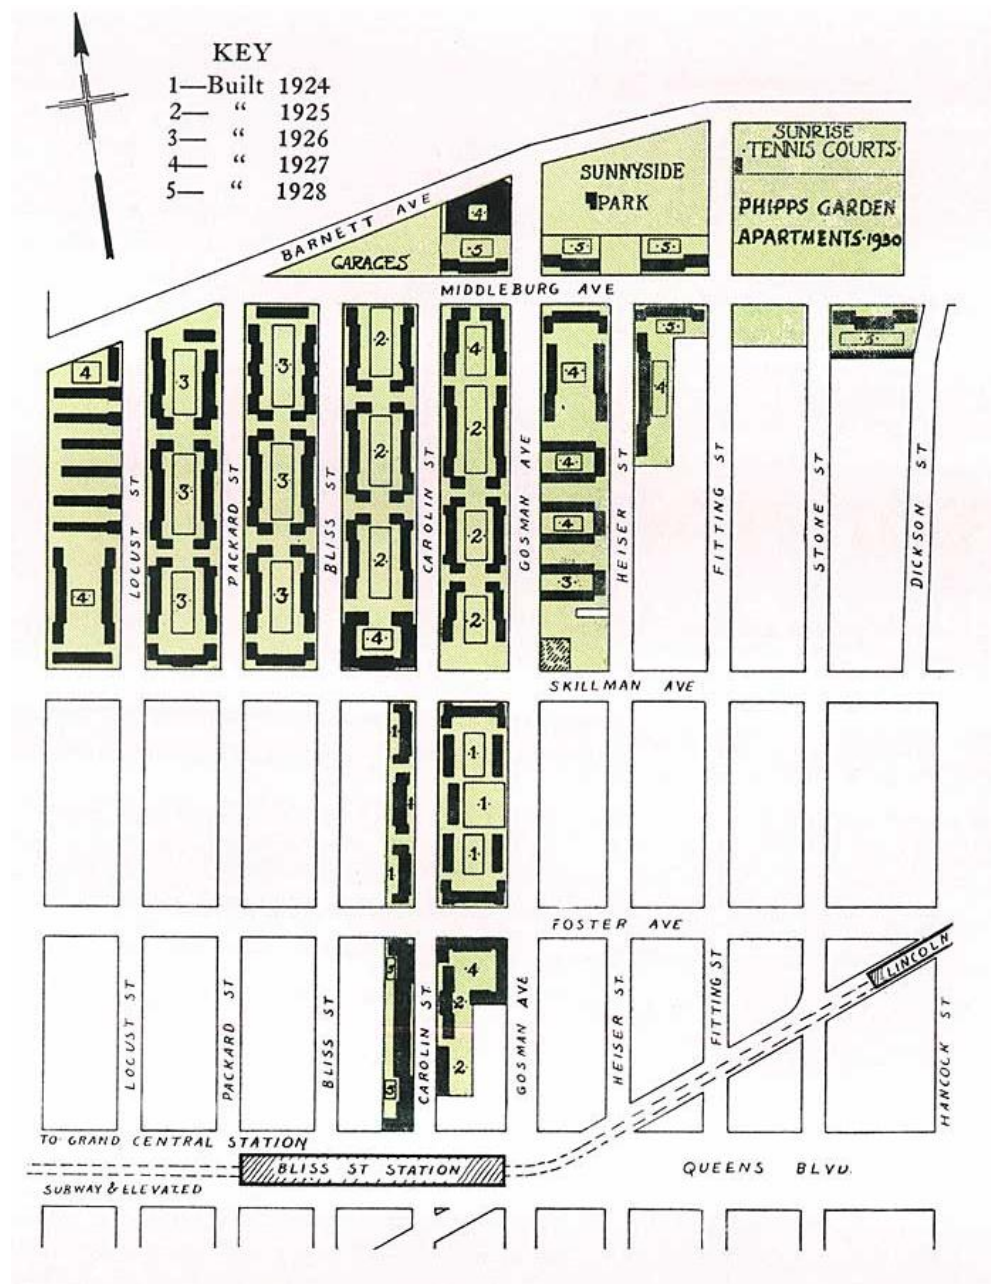 KEY
1—Built 1924
2— “ 1925
3— “ 1926
4— “ 1927
5— “ 1928
SUNRISE
·TENNIS COURTS·
SUNNYSIDE
PARK
PHIPPS GARDEN
APARTMENTS·1930
BARNETT AVE
·4·
·5·
·5·
·5·
GARAGES
MIDDLEBURG AVE
·5·
·5·
4
3
3
·2·
·4·
·4·
·4·
·3·
·3·
·2·
·2·
·4·
·4·
·4·
3
3
·2·
·2·
·3·
·2·
·4·
LOCUST ST
PACKARD ST
BLISS ST
CAROLIN ST
GOSMAN AVE
HEISER ST
FITTING ST
STONE ST
DICKSON ST
SKILLMAN AVE
1
·1·
1
·1·
1
·1·
FOSTER AVE
LINCOLN
5
·4·
2
·2·
5
LOCUST ST
PACKARD ST
BLISS ST
CAROLIN ST.
GOSMAN AVE
HEISER ST.
FITTING ST
HANCOCK ST
TO GRAND CENTRAL STATION
BLISS ST STATION
QUEENS BLVD.
SUBWAY & ELEVATED